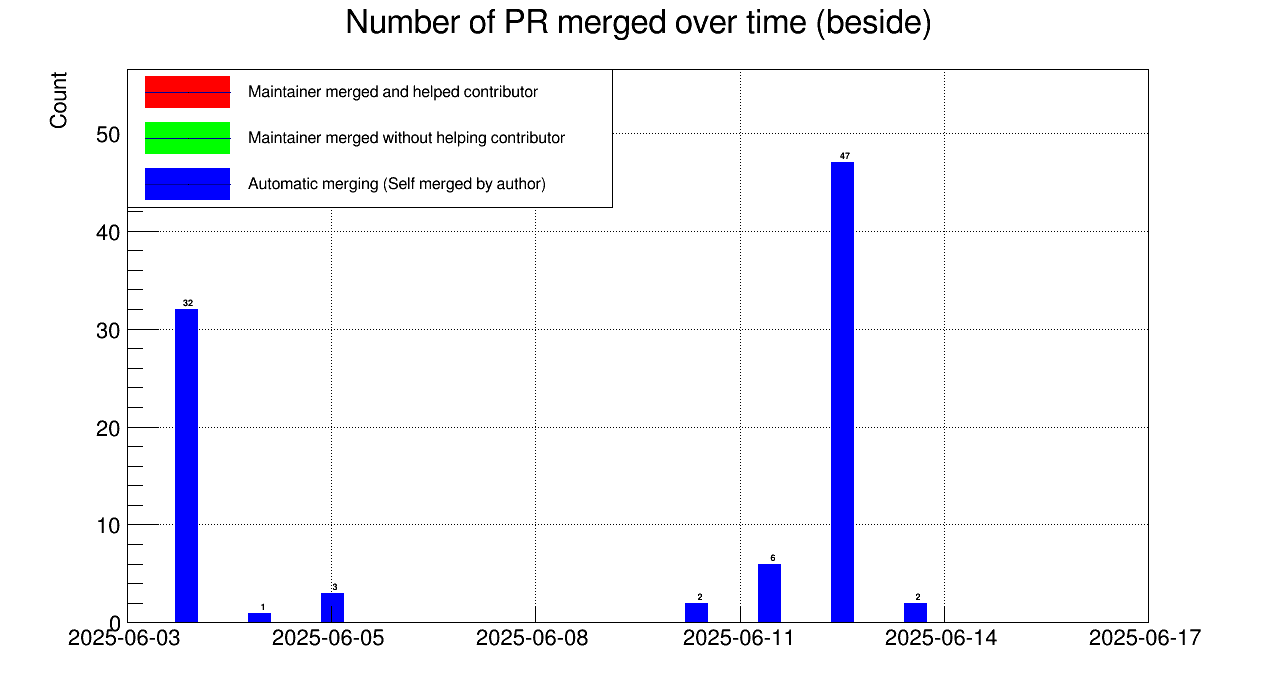 Number of PR merged over time (beside)
Count
Maintainer merged and helped contributor
Maintainer merged without helping contributor
Automatic merging (Self merged by author)
50
40
30
20
10
0
32
1
3
2
6
47
2
2025-06-03 2025-06-05 2025-06-08 2025-06-11 2025-06-14 2025-06-17